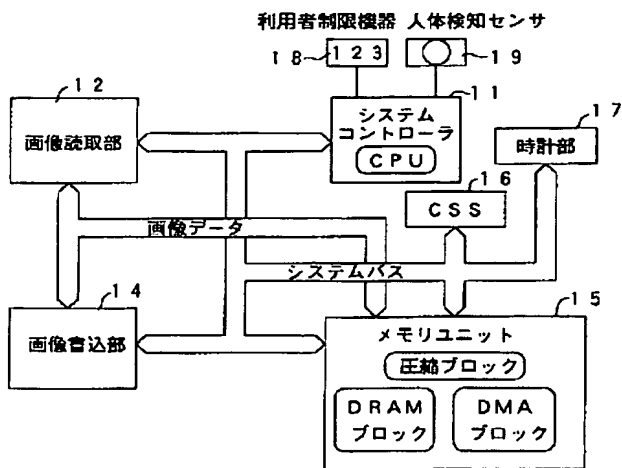 利用者制限機器 人体検知センサ
18 123 19
12 11
画像読取部
システム
コントローラ
CPU
17
時計部
16
CSS
画像データ
システムバス
14
画像書込部
15
メモリユニット
圧縮ブロック
DRAM
ブロック
DMA
ブロック